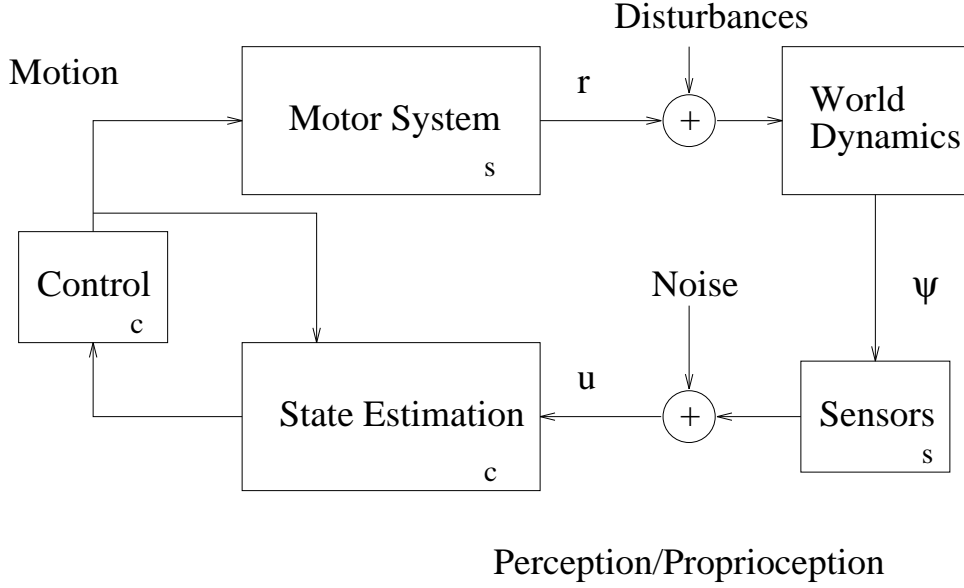 Disturbances
Motion
r
Motor System
s
+
World
Dynamics
Control
c
Noise
ψ
u
State Estimation
c
+
Sensors
s
Perception/Proprioception